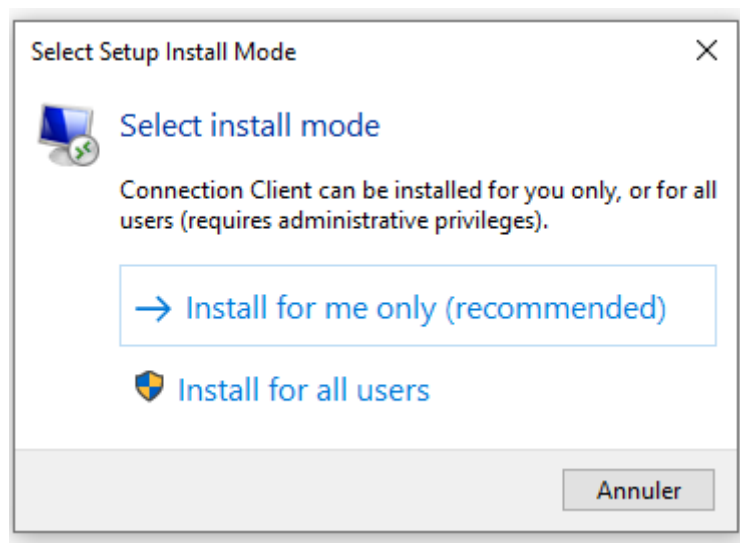 Select Setup Install Mode
Select install mode
Connection Client can be installed for you only, or for all
users (requires administrative privileges).
Install for me only (recommended)
Install for all users
Annuler